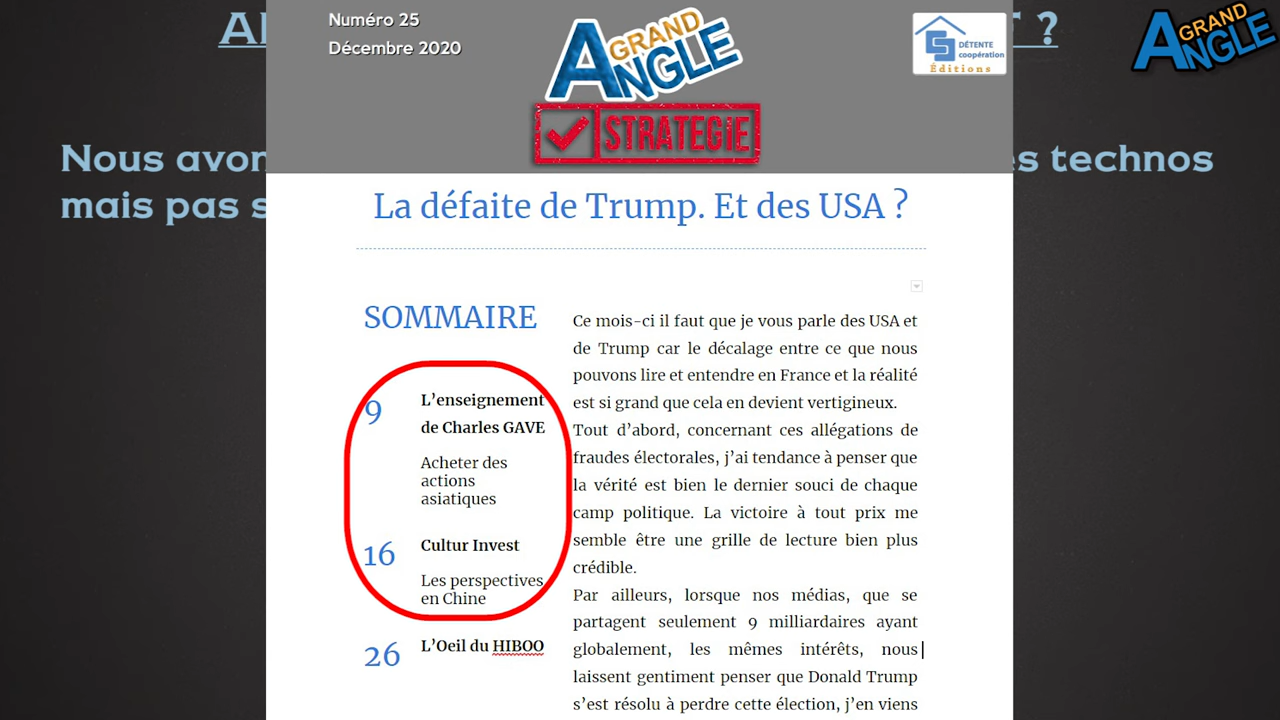 Numéro 25
Décembre 2020
GRAND
ANGLE
STRATEGIE
DÉTENTE
coopération
Éditions
?
GRAND
ANGLE
Nous
technos
mais pas
La défaite de Trump. Et des USA ?
SOMMAIRE
9
L’enseignement
de Charles GAVE
Acheter des
actions
asiatiques
16
Cultur Invest
Les perspectives
en Chine
26
L’Oeil du HIBOO
Ce mois-ci il faut que je vous parle des USA et
de Trump car le décalage entre ce que nous
pouvons lire et entendre en France et la réalité
est si grand que cela en devient vertigineux.
Tout d’abord, concernant ces allégations de
fraudes électorales, j’ai tendance à penser que
la vérité est bien le dernier souci de chaque
camp politique. La victoire à tout prix me
semble être une grille de lecture bien plus
crédible.
Par ailleurs, lorsque nos médias, que se
partagent seulement 9 milliardaires ayant
globalement, les mêmes intérêts, nous
laissent gentiment penser que Donald Trump
s’est résolu à perdre cette élection, j’en viens